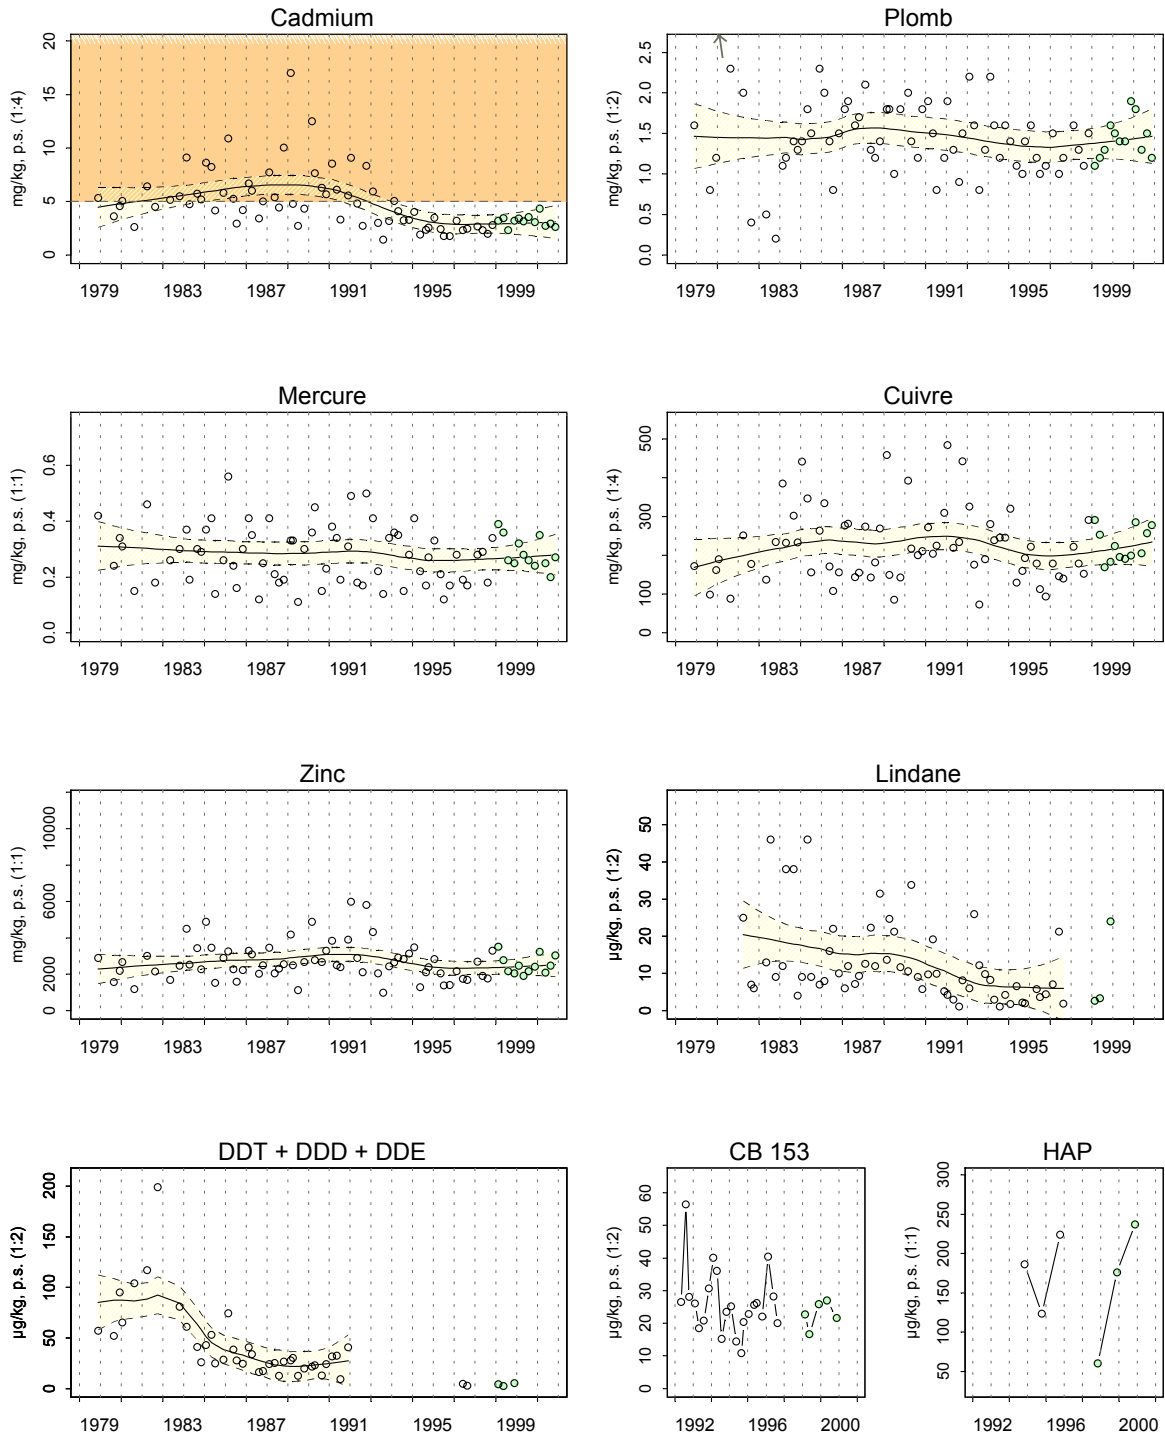 Cadmium
mg/kg, p.s. (1:4)
20
15
10
5
0
1979 1983 1987 1991 1995 1999
Plomb
mg/kg, p.s. (1:2)
2.5
2.0
1.5
1.0
0.5
0.0
1979 1983 1987 1991 1995 1999
Mercure
mg/kg, p.s. (1:1)
0.6
0.4
0.2
0.0
1979 1983 1987 1991 1995 1999
Cuivre
mg/kg, p.s. (1:4)
500
300
100
0
1979 1983 1987 1991 1995 1999
Zinc
mg/kg, p.s. (1:1)
10000
6000
2000
0
1979 1983 1987 1991 1995 1999
Lindane
µg/kg, p.s. (1:2)
50
40
30
20
10
0
1979 1983 1987 1991 1995 1999
DDT + DDD + DDE
µg/kg, p.s. (1:2)
200
150
100
50
0
1979 1983 1987 1991 1995 1999
CB 153
µg/kg, p.s. (1:2)
60
50
40
30
20
10
0
1992 1996 2000
HAP
µg/kg, p.s. (1:1)
300
250
200
150
100
50
1992 1996 2000